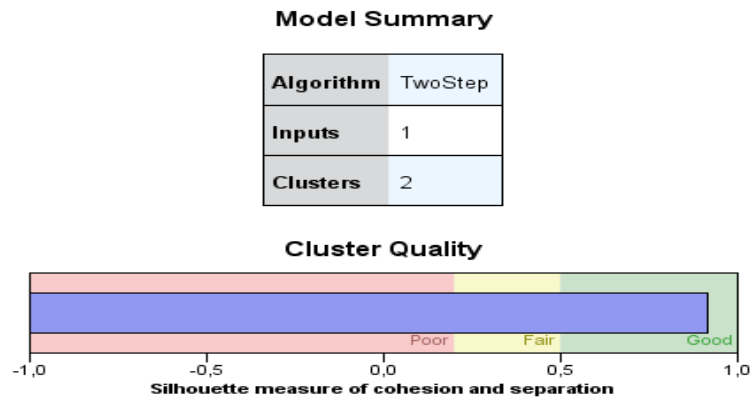 Model Summary
Algorithm TwoStep
Inputs 1
Clusters 2
Cluster Quality
Poor Fair Good
-1,0 -0,5 0,0 0,5 1,0
Silhouette measure of cohesion and separation